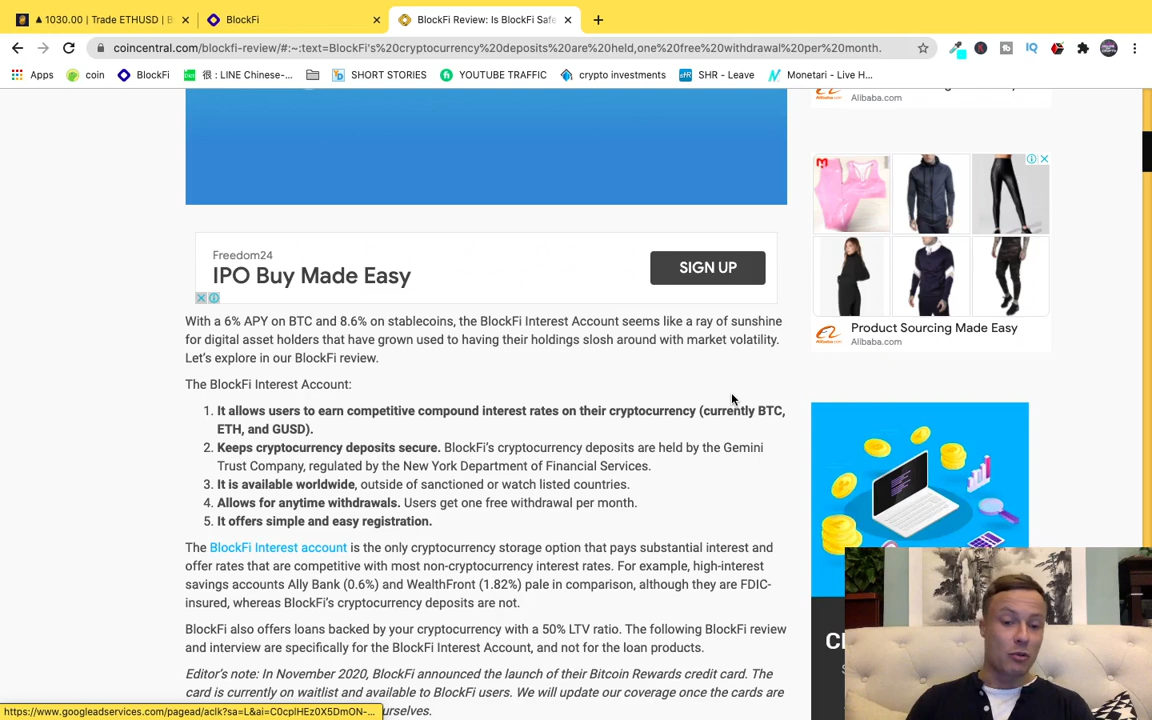 ▲ 1030.00 | Trade ETHUSD | B
BlockFi
BlockFi Review: Is BlockFi Safe
coincentral.com/blockfi-review/#:~:text=BlockFi's%20cryptocurrency%20deposits%20are%20held,one%20free%20withdrawal%20per%20month.
Apps
coin
BlockFi
很 : LINE Chinese-...
SHORT STORIES
YOUTUBE TRAFFIC
crypto investments
SHR - Leave
Monetari - Live H...
Alibaba.com
Freedom24
IPO Buy Made Easy
SIGN UP
Product Sourcing Made Easy
Alibaba.com
With a 6% APY on BTC and 8.6% on stablecoins, the BlockFi Interest Account seems like a ray of sunshine
for digital asset holders that have grown used to having their holdings slosh around with market volatility.
Let's explore in our BlockFi review.
The BlockFi Interest Account:
1. It allows users to earn competitive compound interest rates on their cryptocurrency (currently BTC,
ETH, and GUSD).
2. Keeps cryptocurrency deposits secure. BlockFi's cryptocurrency deposits are held by the Gemini
Trust Company, regulated by the New York Department of Financial Services.
3. It is available worldwide, outside of sanctioned or watch listed countries.
4. Allows for anytime withdrawals. Users get one free withdrawal per month.
5. It offers simple and easy registration.
The BlockFi Interest account is the only cryptocurrency storage option that pays substantial interest and
offer rates that are competitive with most non-cryptocurrency interest rates. For example, high-interest
savings accounts Ally Bank (0.6%) and WealthFront (1.82%) pale in comparison, although they are FDIC-
insured, whereas BlockFi's cryptocurrency deposits are not.
BlockFi also offers loans backed by your cryptocurrency with a 50% LTV ratio. The following BlockFi review
and interview are specifically for the BlockFi Interest Account, and not for the loan products.
Editor's note: In November 2020, BlockFi announced the launch of their Bitcoin Rewards credit card. The
card is currently on waitlist and available to BlockFi users. We will update our coverage once the cards are
urselves.
https://www.googleadservices.com/pagead/aclk?sa=L&ai=C0cplHEz0X5DmON-...